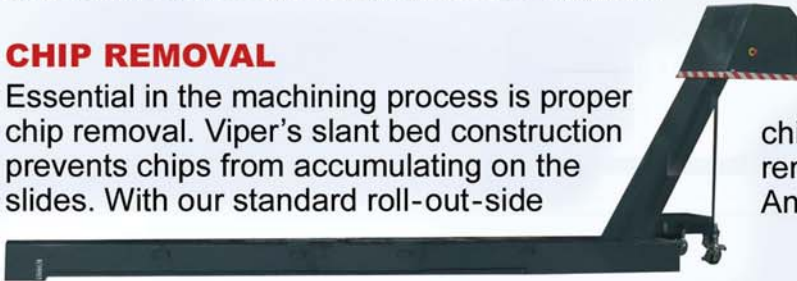 CHIP REMOVAL
Essential in the machining process is proper
chip removal. Viper's slant bed construction
prevents chips from accumulating on the
slides. With our standard roll-out-side